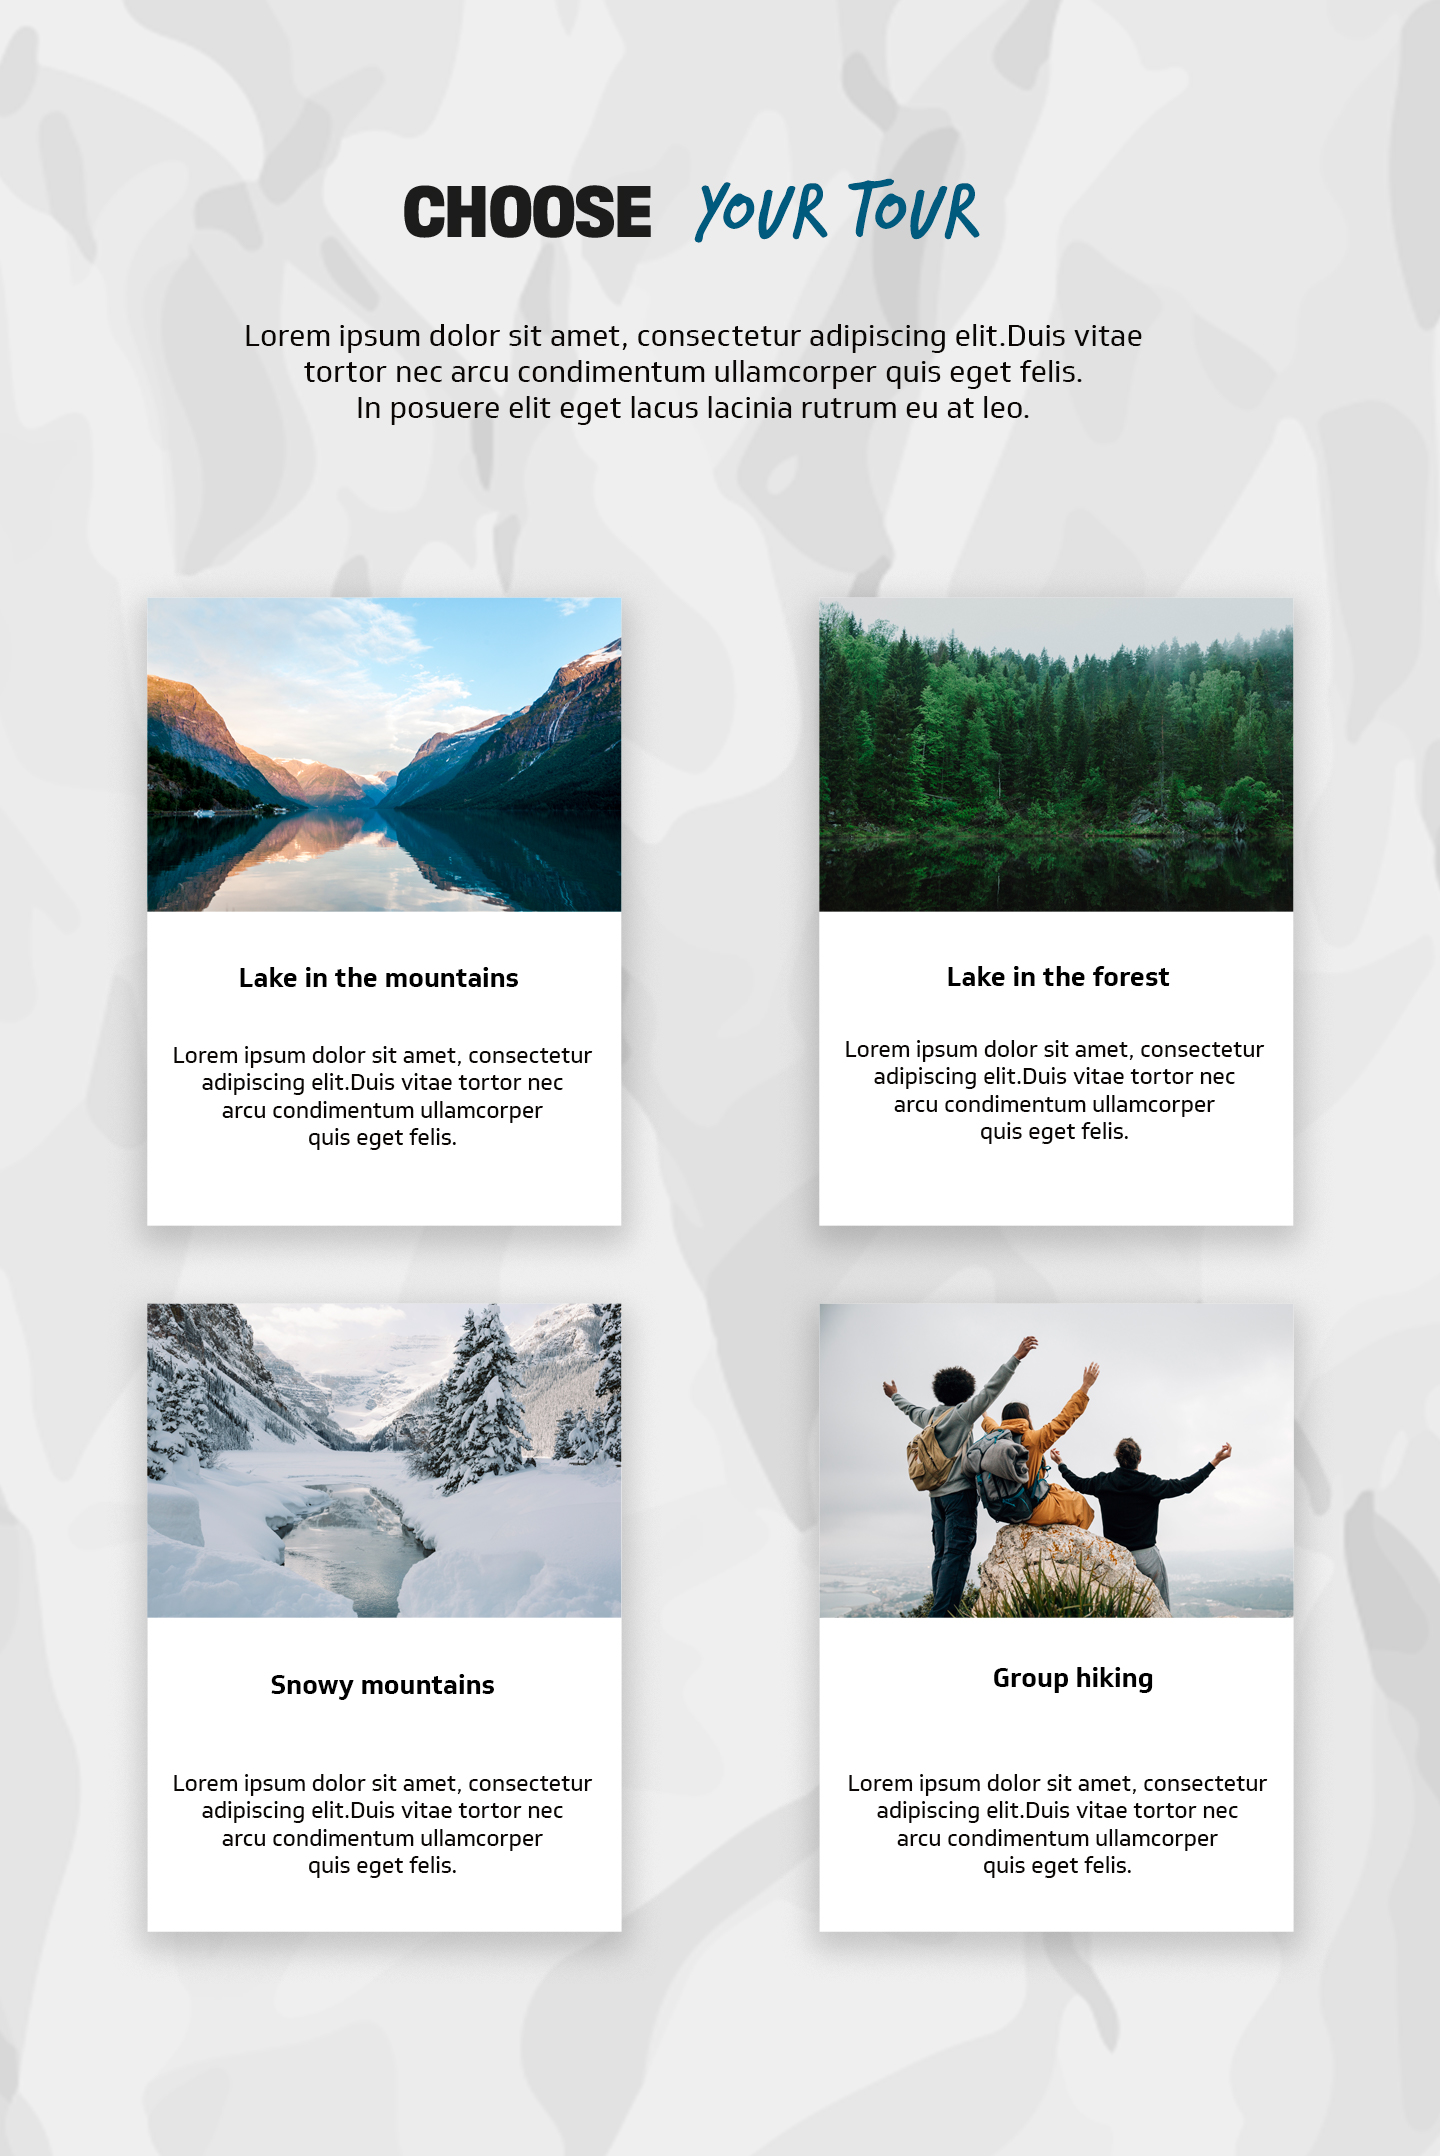 CHOOSE YOUR TOUR
Lorem ipsum dolor sit amet, consectetur adipiscing elit.Duis vitae
tortor nec arcu condimentum ullamcorper quis eget felis.
In posuere elit eget lacus lacinia rutrum eu at leo.
Lake in the mountains
Lorem ipsum dolor sit amet, consectetur
adipiscing elit.Duis vitae tortor nec
arcu condimentum ullamcorper
quis eget felis.
Lake in the forest
Lorem ipsum dolor sit amet, consectetur
adipiscing elit.Duis vitae tortor nec
arcu condimentum ullamcorper
quis eget felis.
Snowy mountains
Lorem ipsum dolor sit amet, consectetur
adipiscing elit.Duis vitae tortor nec
arcu condimentum ullamcorper
quis eget felis.
Group hiking
Lorem ipsum dolor sit amet, consectetur
adipiscing elit.Duis vitae tortor nec
arcu condimentum ullamcorper
quis eget felis.